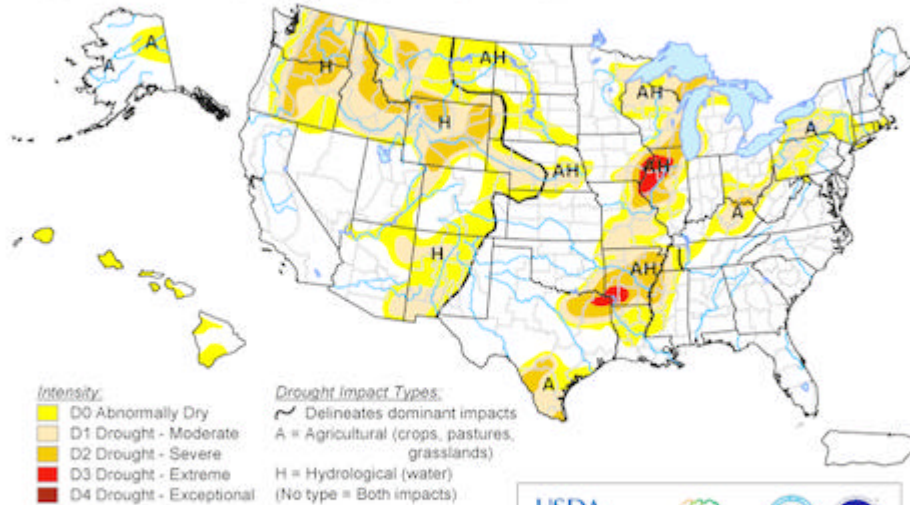 A
A
H
AH
AH
A
H
AH
AH
A
H
AH
A
Intensity:
D0 Abnormally Dry
D1 Drought - Moderate
D2 Drought - Severe
D3 Drought - Extreme
D4 Drought - Exceptional
Drought Impact Types:
Delineates dominant impacts
A = Agricultural (crops, pastures,
grasslands)
H = Hydrological (water)
(No type = Both impacts)
USDA